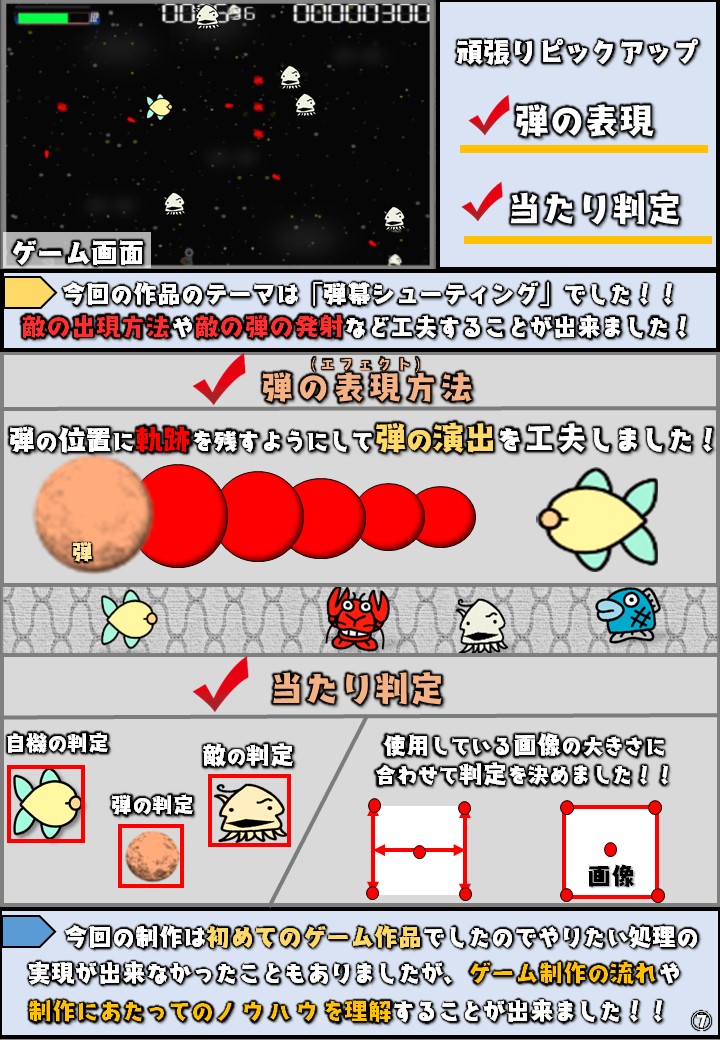 00000300
ゲーム画面
頑張りピックアップ
弾の表現
当たり判定
今回の作品のテーマは「弾幕シューティング」でした！！
敵の出現方法や敵の弾の発射など工夫することが出来ました！
(エフェクト)
弾の表現方法
弾の位置に軌跡を残すようにして弾の演出を工夫しました！
弾
当たり判定
自機の判定
敵の判定
弾の判定
使用している画像の大きさに
合わせて判定を決めました！！
画像
今回の制作は初めてのゲーム作品でしたのでやりたい処理の
実現が出来なかったこともありましたが、ゲーム制作の流れや
制作にあたってのノウハウを理解することが出来ました！！
⑦